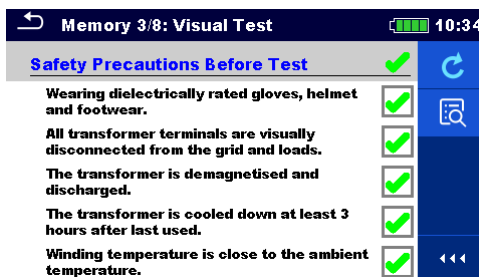 Memory 3/8: Visual Test
10:34
Safety Precautions Before Test
Wearing dielectrically rated gloves, helmet
and footwear.
All transformer terminals are visually
disconnected from the grid and loads.
The transformer is demagnetised and
discharged.
The transformer is cooled down at least 3
hours after last used.
Winding temperature is close to the ambient
temperature.